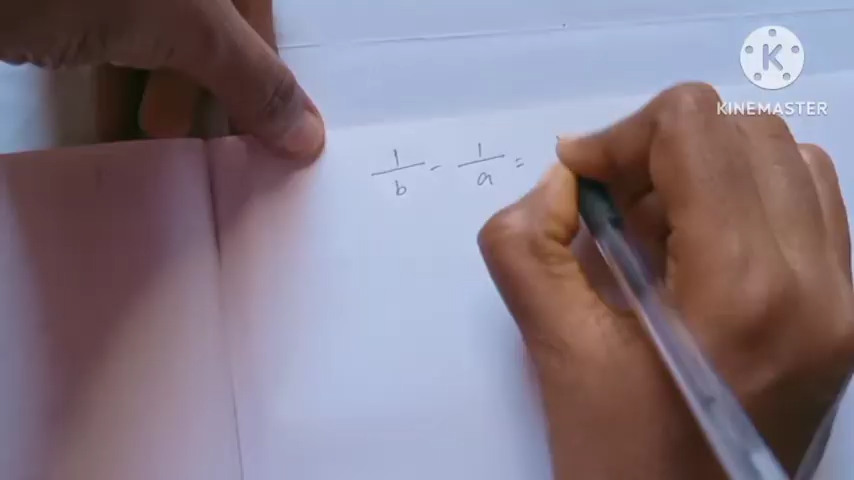 K
KINEMASTER
1/b - 1/a =